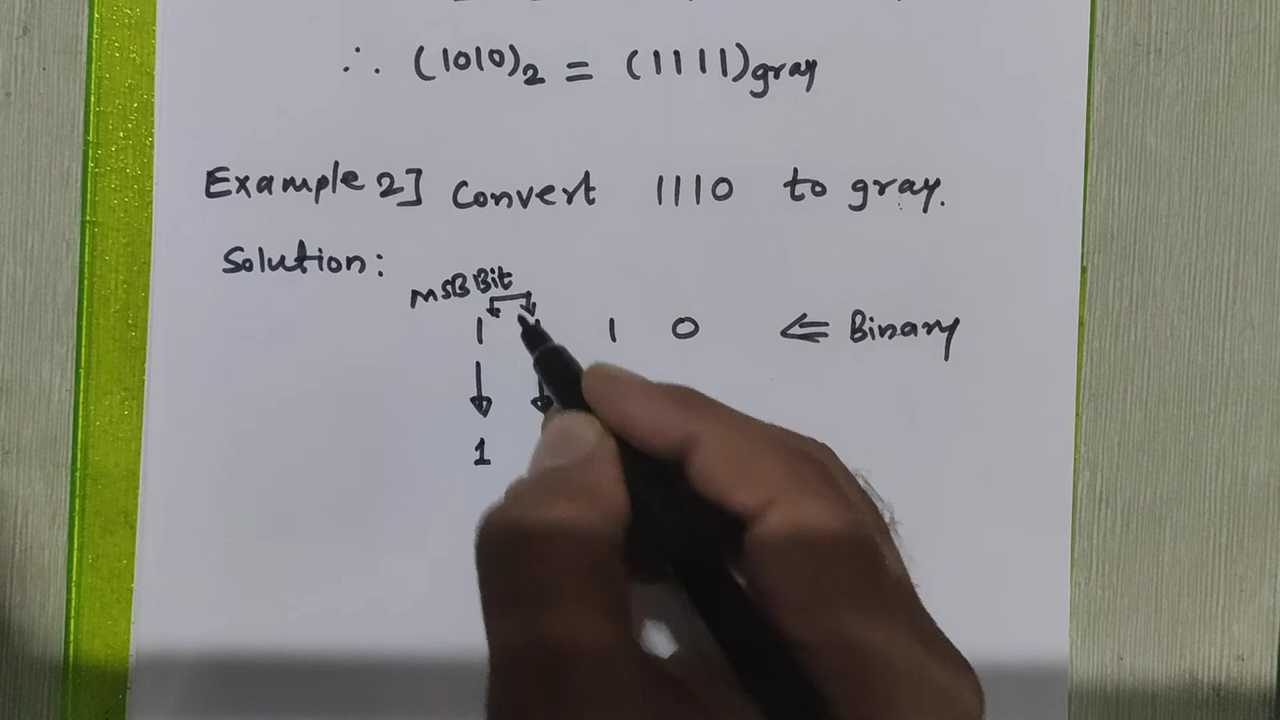 ∴ (1010)2 = (1111)gray
Example 2] Convert 1110 to gray.
Solution:
MSB Bit
1 1 0 ⇐ Binary
1